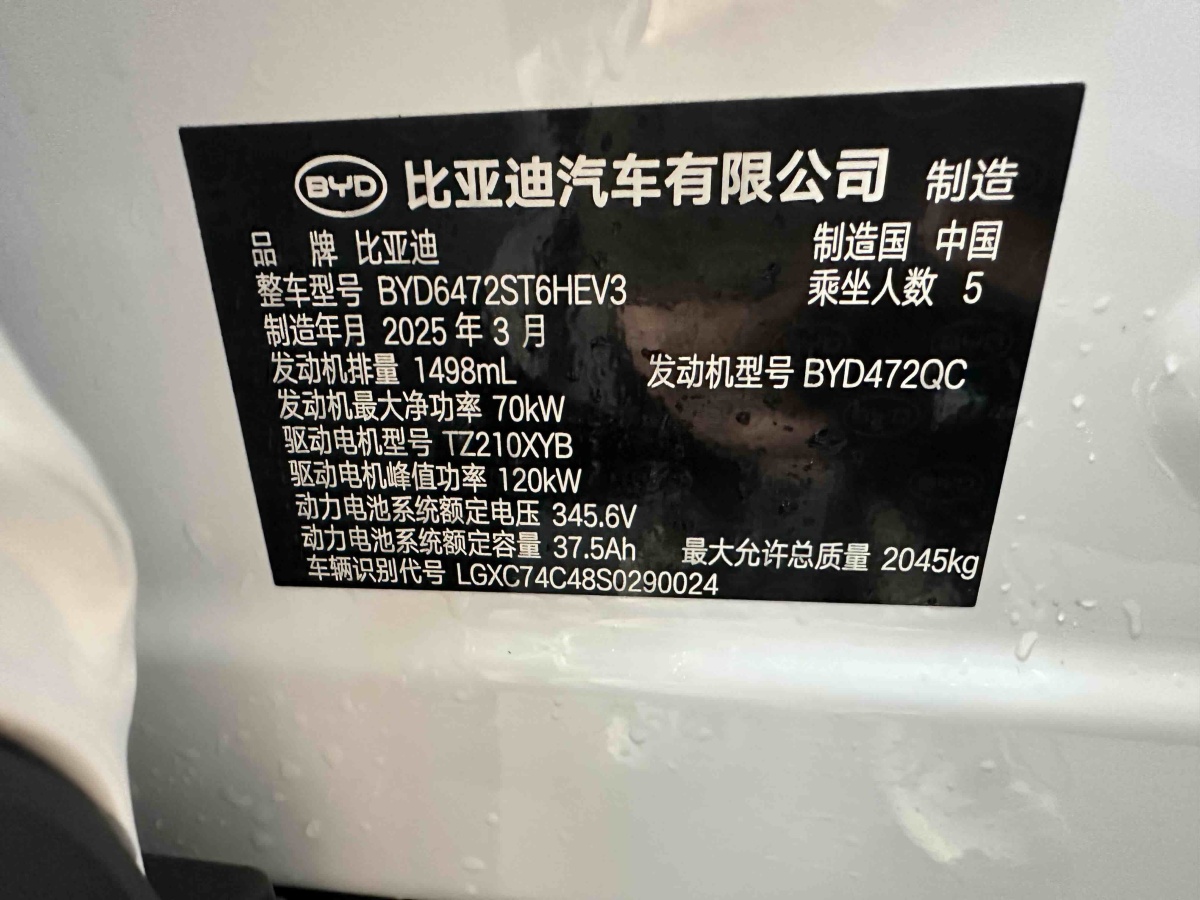 BYD 比亚迪汽车有限公司 制造
品 牌 比亚迪 制造国 中国
整车型号 BYD6472ST6HEV3 乘坐人数 5
制造年月 2025 年 3 月
发动机排量 1498mL 发动机型号 BYD472QC
发动机最大净功率 70kW
驱动电机型号 TZ210XYB
驱动电机峰值功率 120kW
动力电池系统额定电压 345.6V
动力电池系统额定容量 37.5Ah 最大允许总质量 2045kg
车辆识别代号 LGXC74C48S0290024